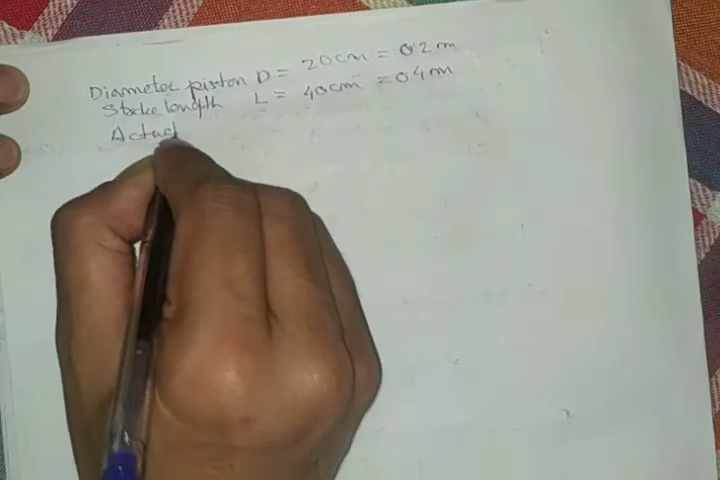 Diameter piston D = 20cm = 0.2m
Stroke length L = 40cm = 0.4m
Actual